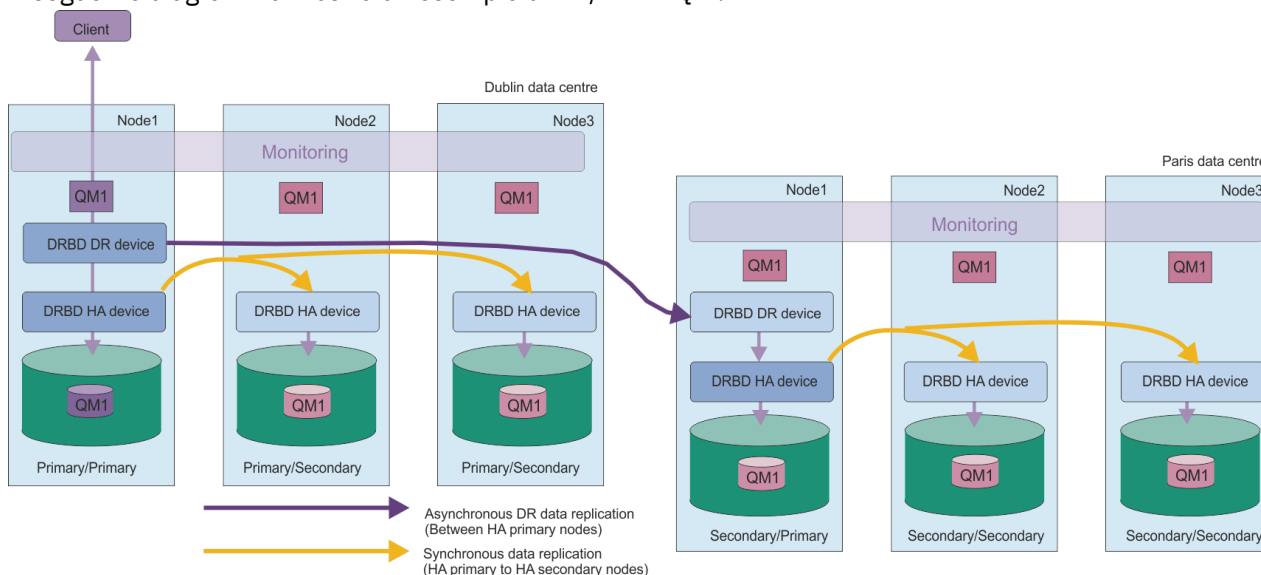 Client
Dublin data centre
Node1
Node2
Node3
Monitoring
QM1
QM1
QM1
DRBD DR device
DRBD HA device
DRBD HA device
DRBD HA device
QM1
QM1
QM1
Primary/Primary
Primary/Secondary
Primary/Secondary
Paris data centre
Node1
Node2
Node3
Monitoring
QM1
QM1
QM1
DRBD DR device
DRBD HA device
DRBD HA device
DRBD HA device
QM1
QM1
QM1
Secondary/Primary
Secondary/Secondary
Secondary/Secondary
Asynchronous DR data replication
(Between HA primary nodes)
Synchronous data replication
(HA primary to HA secondary nodes)